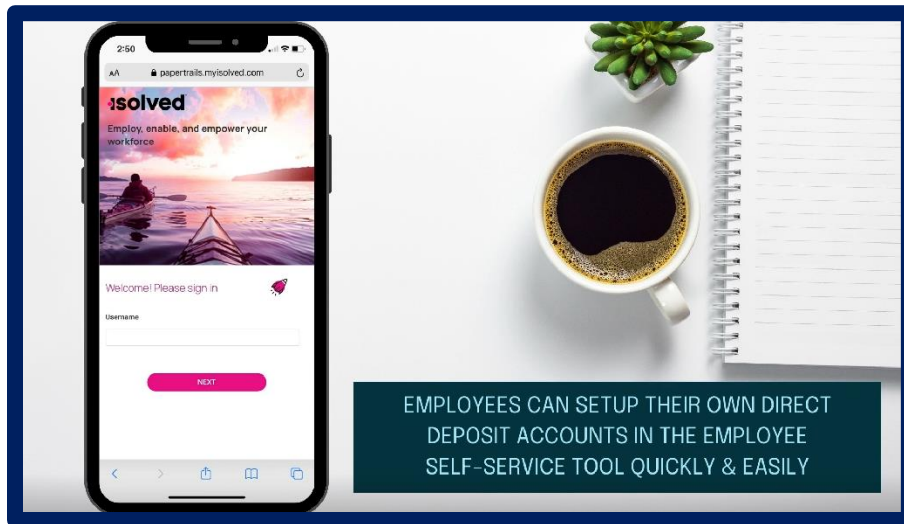 2:50
AA papertrails.myisolved.com
isolved
Employ, enable, and empower your
workforce
Welcome! Please sign in
Username
NEXT
EMPLOYEES CAN SETUP THEIR OWN DIRECT
DEPOSIT ACCOUNTS IN THE EMPLOYEE
SELF-SERVICE TOOL QUICKLY & EASILY